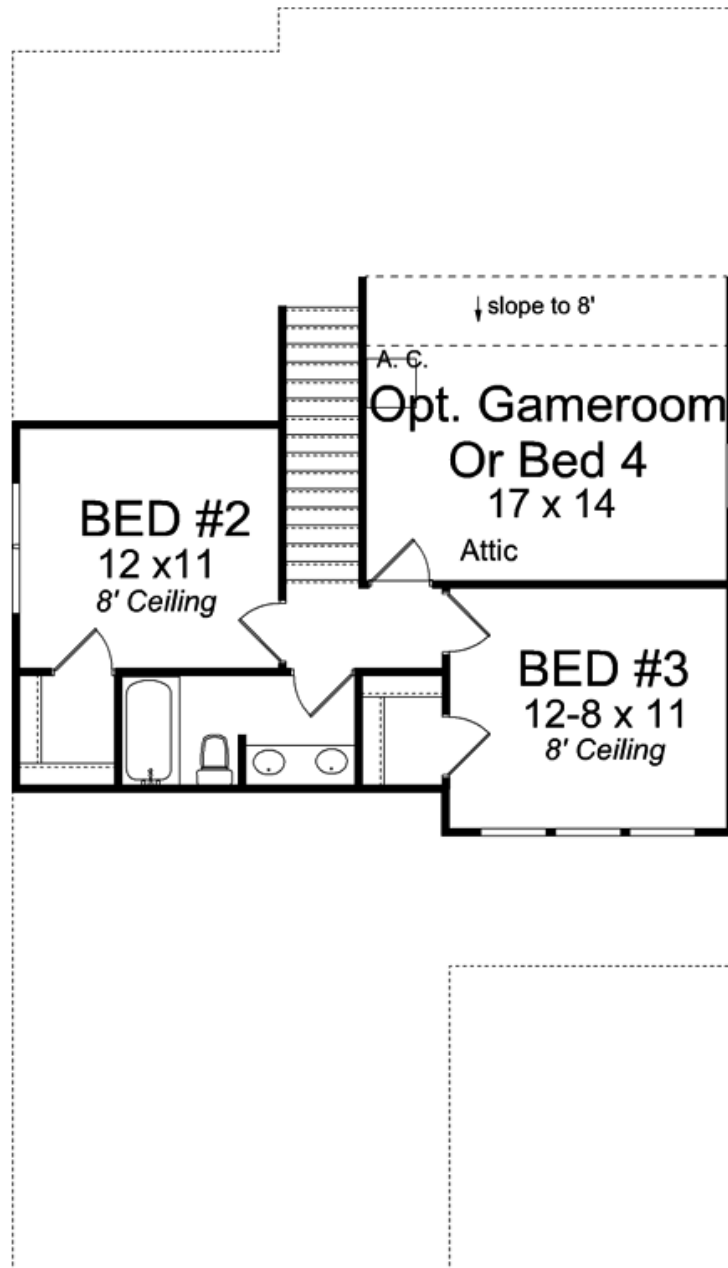 slope to 8'
A. C.
Opt. Gameroom
Or Bed 4
17 x 14
Attic
BED #2
12 x11
8' Ceiling
BED #3
12-8 x 11
8' Ceiling